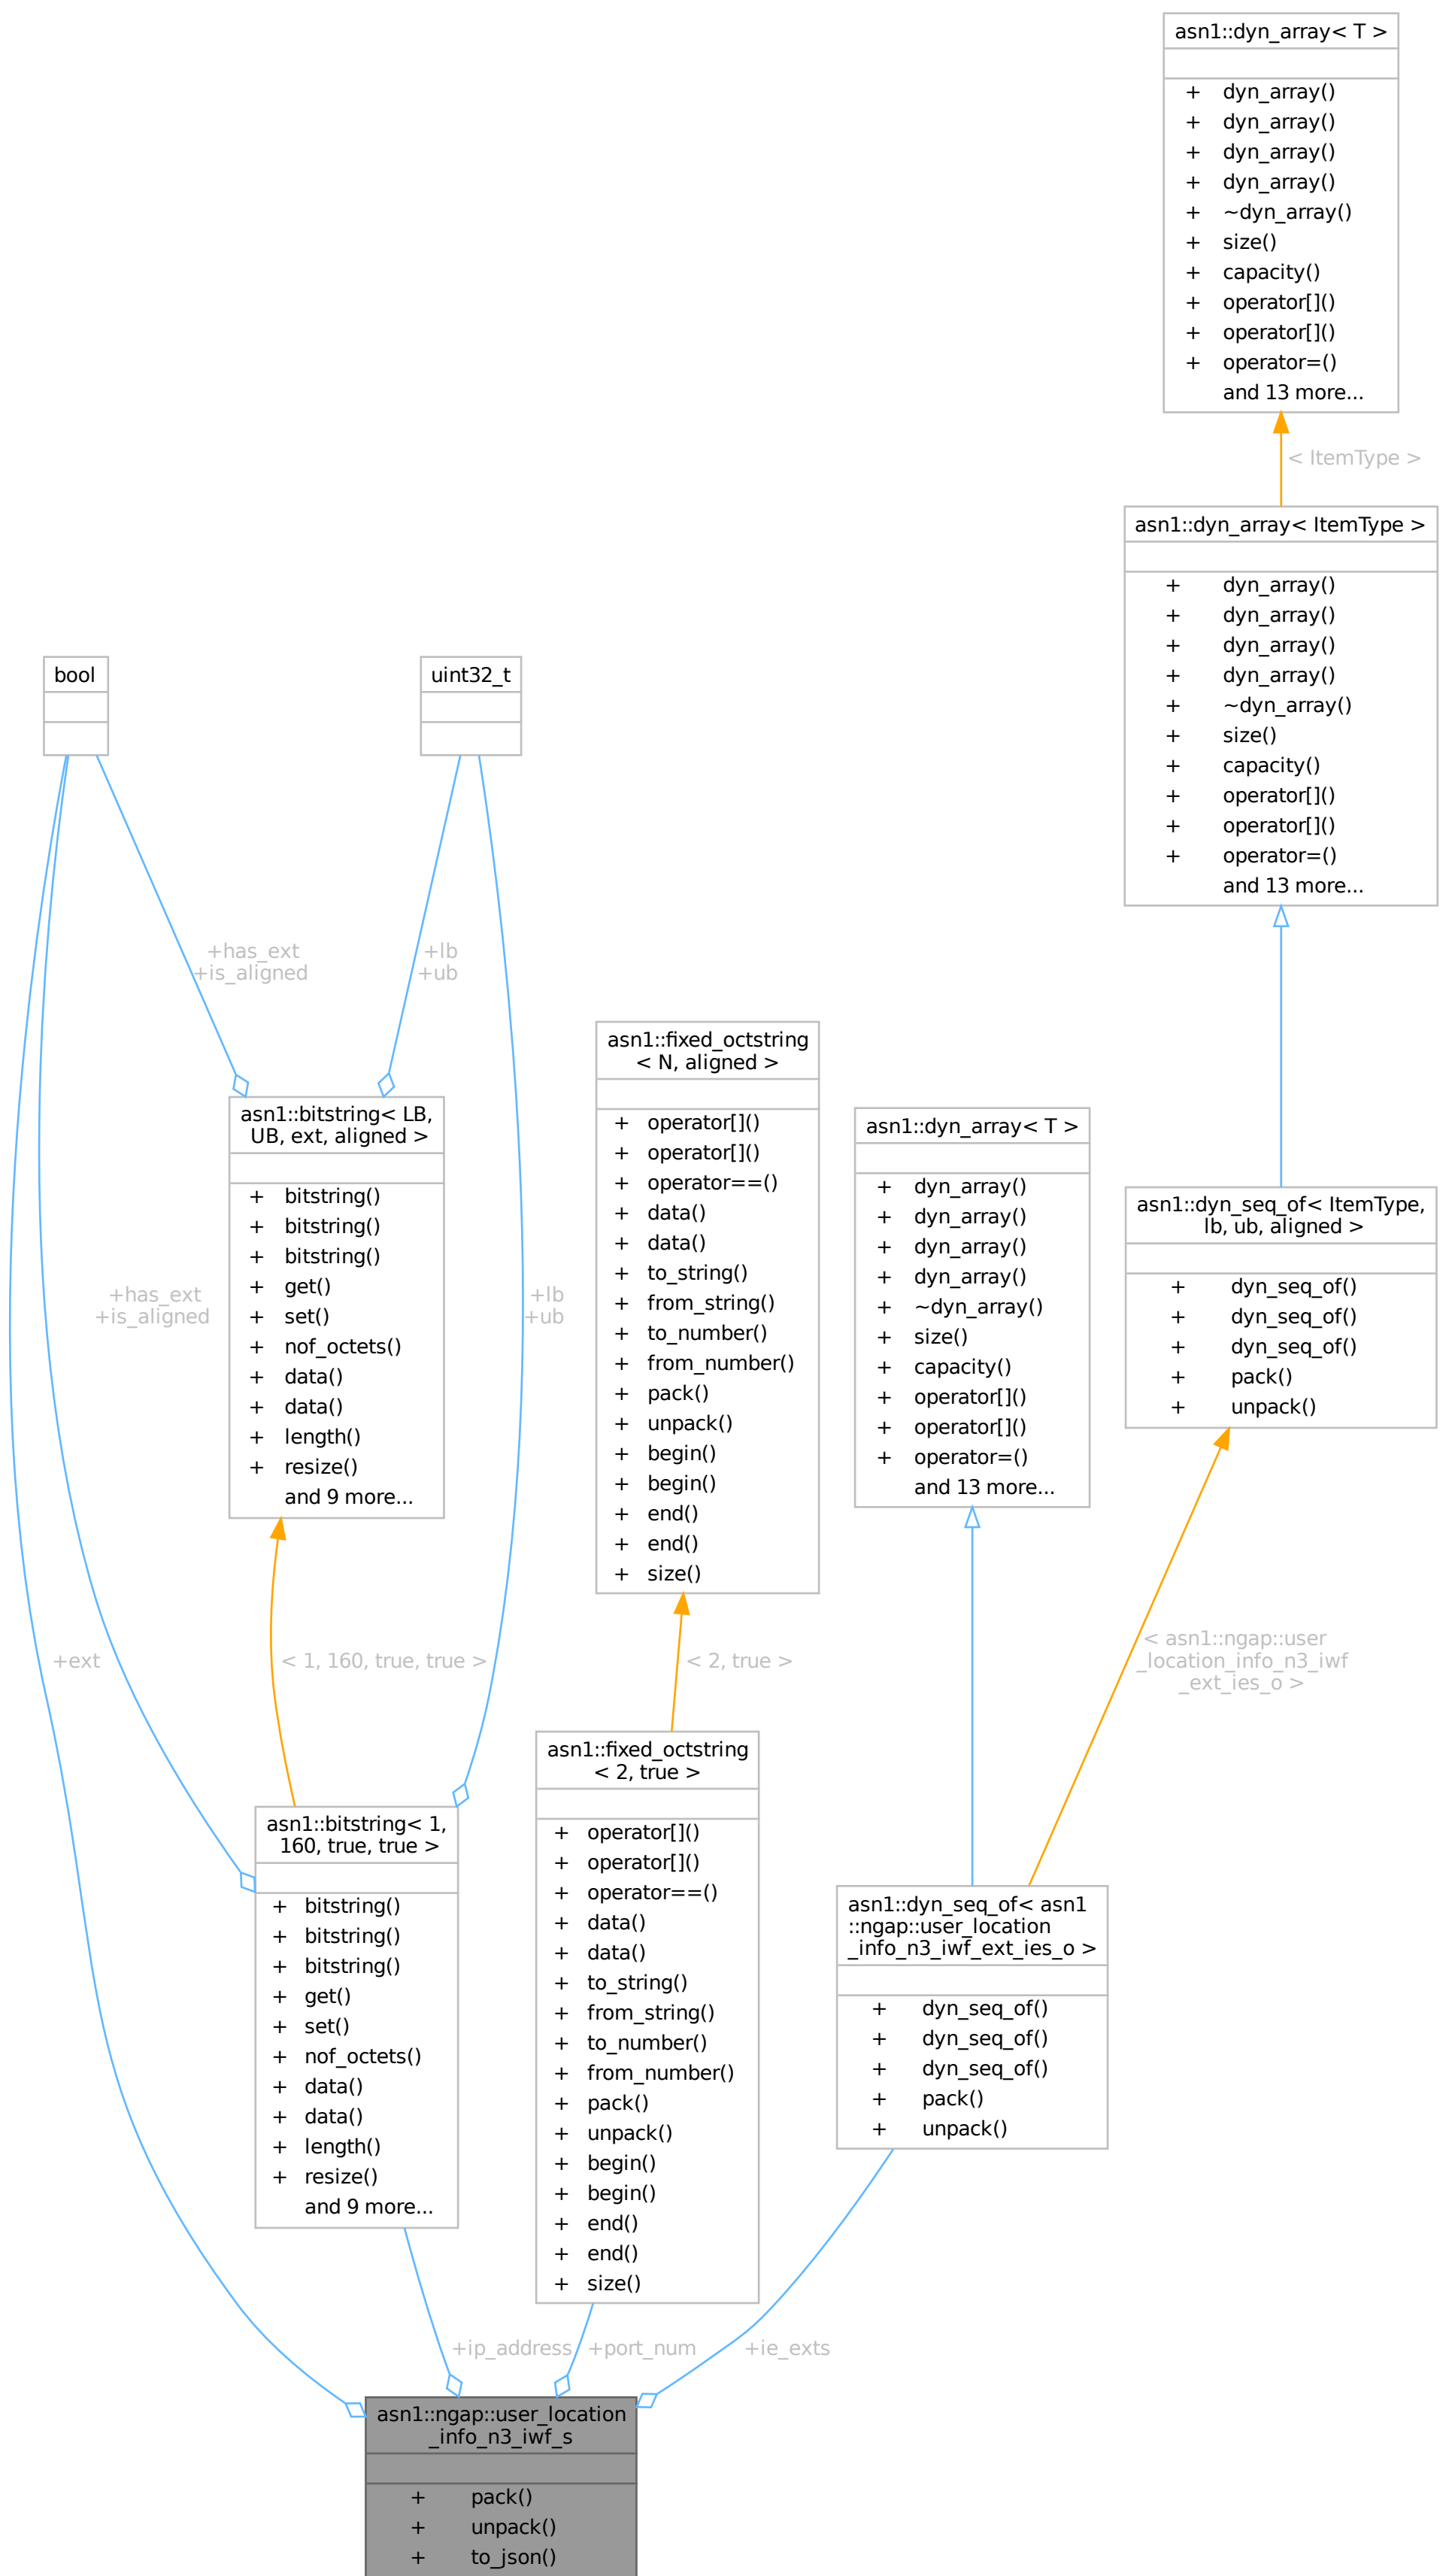 asn1::dyn_array< T >
+ dyn_array()
+ dyn_array()
+ dyn_array()
+ dyn_array()
+ ~dyn_array()
+ size()
+ capacity()
+ operator[]()
+ operator[]()
+ operator=()
and 13 more...
< ItemType >
asn1::dyn_array< ItemType >
+ dyn_array()
+ dyn_array()
+ dyn_array()
+ dyn_array()
+ ~dyn_array()
+ size()
+ capacity()
+ operator[]()
+ operator[]()
+ operator=()
and 13 more...
bool
uint32_t
+has_ext
+is_aligned
+lb
+ub
asn1::bitstring< LB,
UB, ext, aligned >
+ bitstring()
+ bitstring()
+ bitstring()
+ get()
+ set()
+ nof_octets()
+ data()
+ data()
+ length()
+ resize()
and 9 more...
asn1::fixed_octstring
< N, aligned >
+ operator[]()
+ operator[]()
+ operator==()
+ data()
+ data()
+ to_string()
+ from_string()
+ to_number()
+ from_number()
+ pack()
+ unpack()
+ begin()
+ begin()
+ end()
+ end()
+ size()
asn1::dyn_array< T >
+ dyn_array()
+ dyn_array()
+ dyn_array()
+ dyn_array()
+ ~dyn_array()
+ size()
+ capacity()
+ operator[]()
+ operator[]()
+ operator=()
and 13 more...
asn1::dyn_seq_of< ItemType,
lb, ub, aligned >
+ dyn_seq_of()
+ dyn_seq_of()
+ dyn_seq_of()
+ pack()
+ unpack()
+has_ext
+is_aligned
+lb
+ub
+ext
< 1, 160, true, true >
< 2, true >
< asn1::ngap::user
_location_info_n3_iwf
_ext_ies_o >
asn1::bitstring< 1,
160, true, true >
+ bitstring()
+ bitstring()
+ bitstring()
+ get()
+ set()
+ nof_octets()
+ data()
+ data()
+ length()
+ resize()
and 9 more...
asn1::fixed_octstring
< 2, true >
+ operator[]()
+ operator[]()
+ operator==()
+ data()
+ data()
+ to_string()
+ from_string()
+ to_number()
+ from_number()
+ pack()
+ unpack()
+ begin()
+ begin()
+ end()
+ end()
+ size()
asn1::dyn_seq_of< asn1
::ngap::user_location
_info_n3_iwf_ext_ies_o >
+ dyn_seq_of()
+ dyn_seq_of()
+ dyn_seq_of()
+ pack()
+ unpack()
+ip_address
+port_num
+ie_exts
asn1::ngap::user_location
_info_n3_iwf_s
+ pack()
+ unpack()
+ to_json()